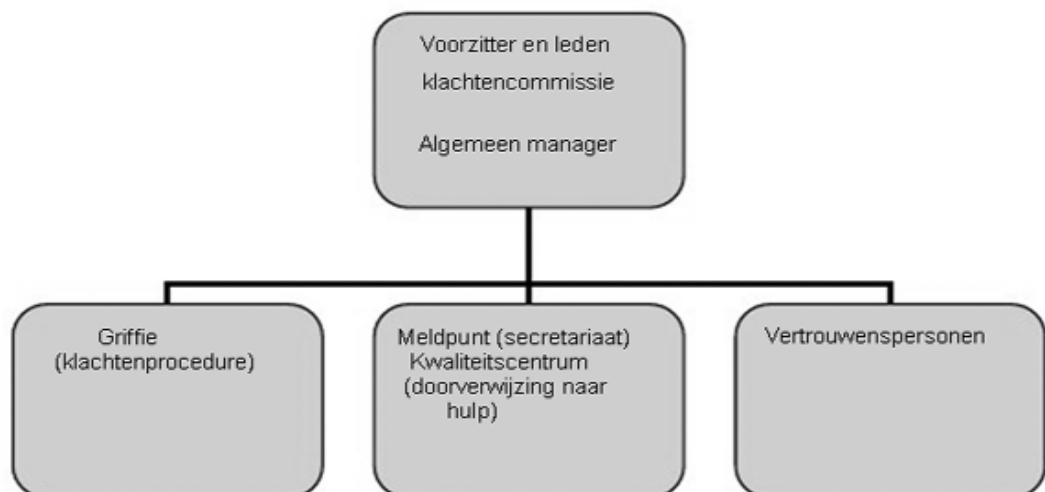 Voorzitter en leden
klachtencommissie
Algemeen manager
Griffie
(klachtenprocedure)
Meldpunt (secretariaat)
Kwaliteitscentrum
(doorverwijzing naar
hulp)
Vertrouwenspersonen